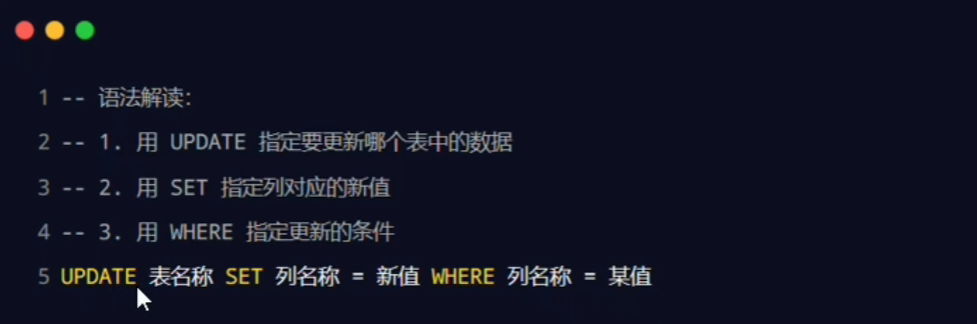 1 -- 语法解读：
2 -- 1. 用 UPDATE 指定要更新哪个表中的数据
3 -- 2. 用 SET 指定列对应的新值
4 -- 3. 用 WHERE 指定更新的条件
5 UPDATE 表名称 SET 列名称 = 新值 WHERE 列名称 = 某值